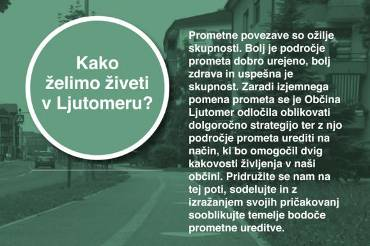 Kako
želimo živeti
v Ljutomeru?
Prometne povezave so ožilje
skupnosti. Bolj je področje
prometa dobro urejeno, bolj
zdrava in uspešna je
skupnost. Zaradi izjemnega
pomena prometa se je Občina
Ljutomer odločila oblikovati
dolgoročno strategijo ter z njo
področje prometa urediti na
način, ki bo omogočil dvig
kakovosti življenja v naši
občini. Pridružite se nam na
tej poti, sodelujte in z
izražanjem svojih pričakovanj
sooblikujte temelje bodoče
prometne ureditve.